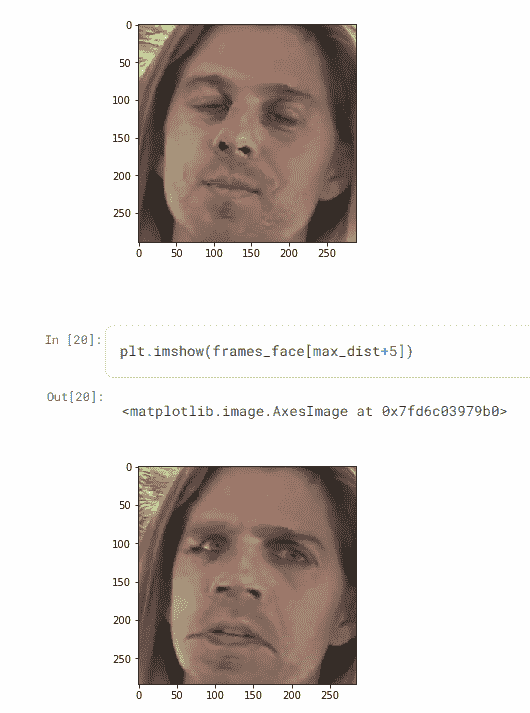 0
50
100
150
200
250
0 50 100 150 200 250
In [20]:
plt.imshow(frames_face[max_dist+5])
Out[20]:
<matplotlib.image.AxesImage at 0x7fd6c03979b0>
0
50
100
150
200
250
0 50 100 150 200 250